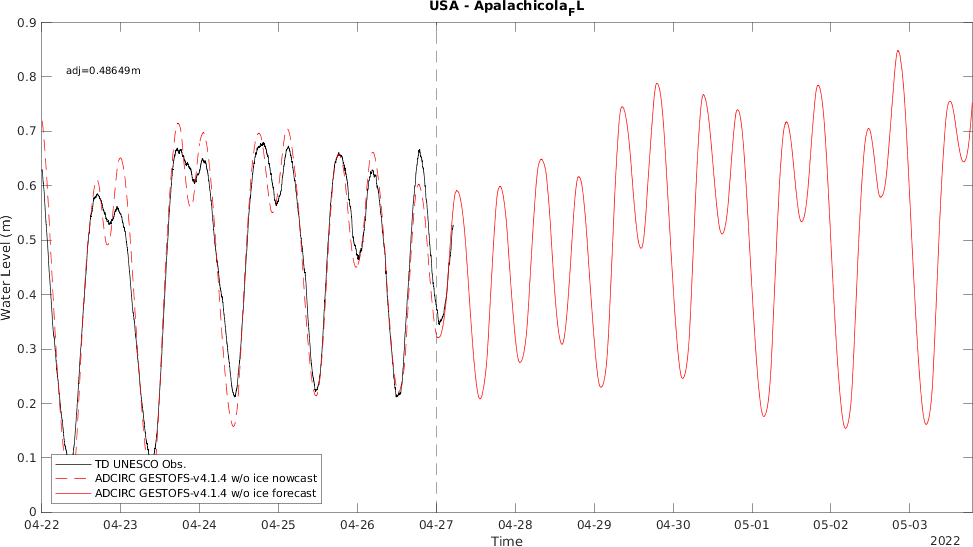 USA - ApalachicolaFL
0.9
adj=0.48649m
0.8
0.7
0.6
0.5
0.4
0.3
0.2
0.1
0
Water Level (m)
TD UNESCO Obs.
ADCIRC GESTOFS-v4.1.4 w/o ice nowcast
ADCIRC GESTOFS-v4.1.4 w/o ice forecast
04-22 04-23 04-24 04-25 04-26 04-27 04-28 04-29 04-30 05-01 05-02 05-03
Time
2022